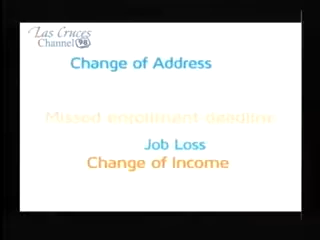 Las Cruces
Channel 98
Change of Address
Missed enrollment deadline
Job Loss
Change of Income